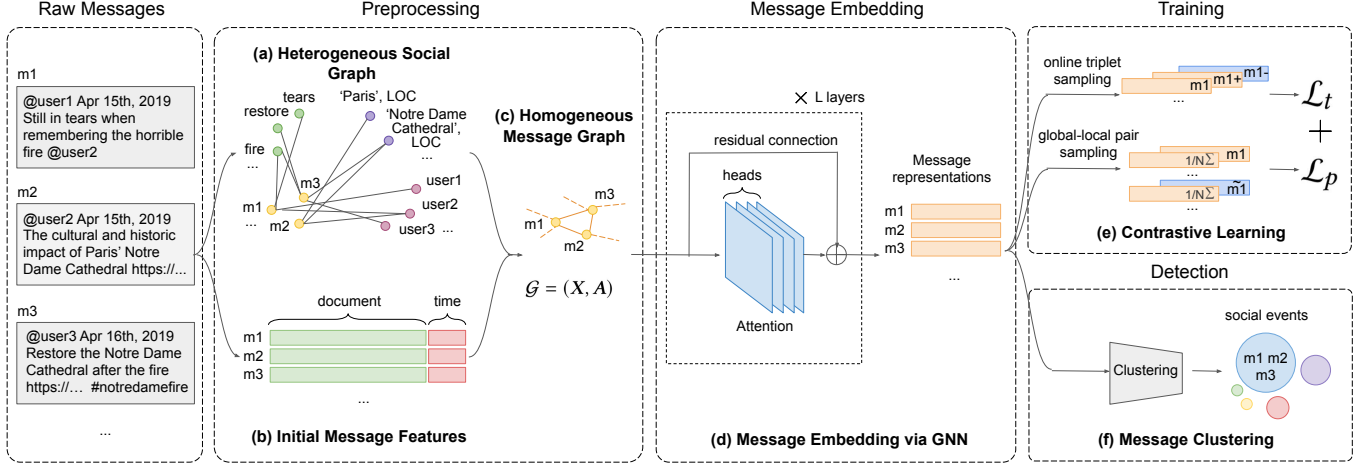 Raw Messages
m1
@user1 Apr 15th, 2019
Still in tears when
remembering the horrible
fire @user2
m2
@user2 Apr 15th, 2019
The cultural and historic
impact of Paris' Notre
Dame Cathedral https://...
m3
@user3 Apr 16th, 2019
Restore the Notre Dame
Cathedral after the fire
https://... #notredamefire
...
Preprocessing
(a) Heterogeneous Social
Graph
tears
restore
fire
...
'Paris', LOC
'Notre Dame
Cathedral',
LOC
...
m3
m1
...
m2
user1
user2
user3 ...
document
time
m1
m2
m3
...
(b) Initial Message Features
(c) Homogeneous
Message Graph
m3
m1
m2
𝒢 = (X, A)
Message Embedding
× L layers
residual connection
heads
Attention
Message
representations
m1
m2
m3
...
(d) Message Embedding via GNN
Training
online triplet
sampling
m1-
m1+
m1
...
ℒt
+
global-local pair
sampling
m1
1/N∑
...
m̃1
1/N∑
...
ℒp
(e) Contrastive Learning
Detection
social events
Clustering
m1 m2
m3
(f) Message Clustering